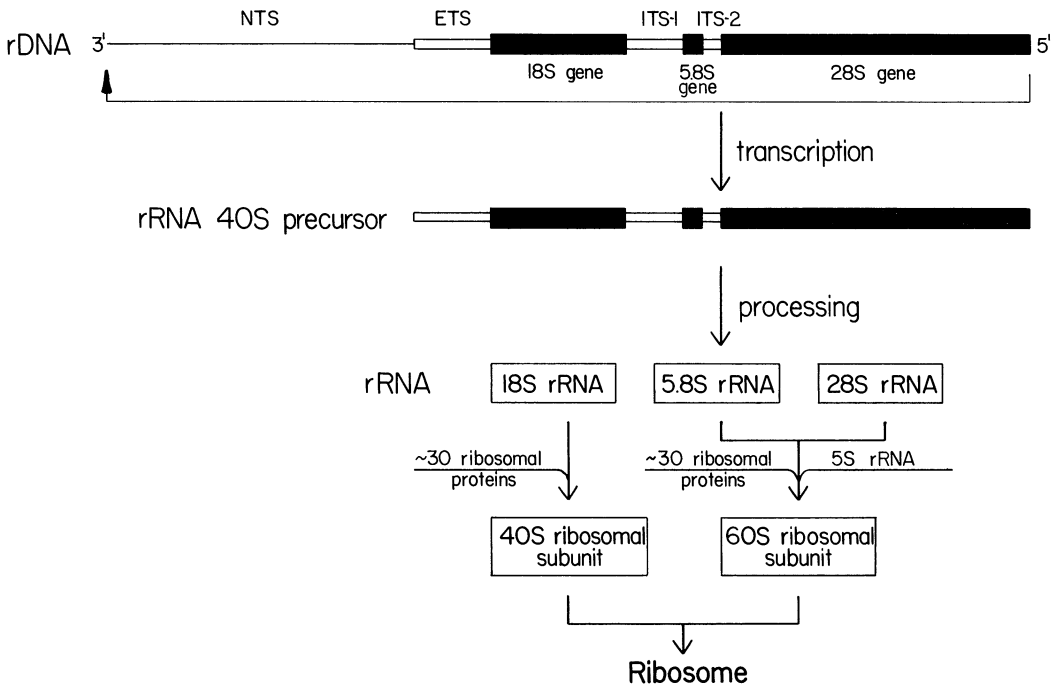 NTS ETS ITS-1 ITS-2
rDNA 3' 5'
18S gene 5.8S gene 28S gene
transcription
rRNA 40S precursor
processing
rRNA 18S rRNA 5.8S rRNA 28S rRNA
~30 ribosomal proteins ~30 ribosomal proteins 5S rRNA
40S ribosomal subunit 60S ribosomal subunit
Ribosome